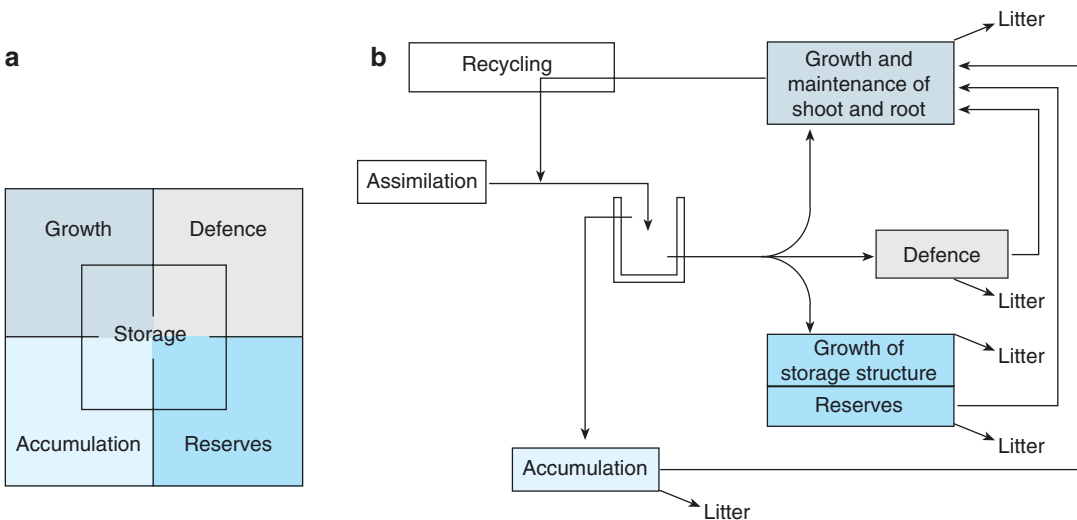 a
Growth
Defence
Storage
Accumulation
Reserves
b
Recycling
Growth and
maintenance of
shoot and root
Litter
Assimilation
Defence
Litter
Growth of
storage structure
Litter
Reserves
Litter
Accumulation
Litter